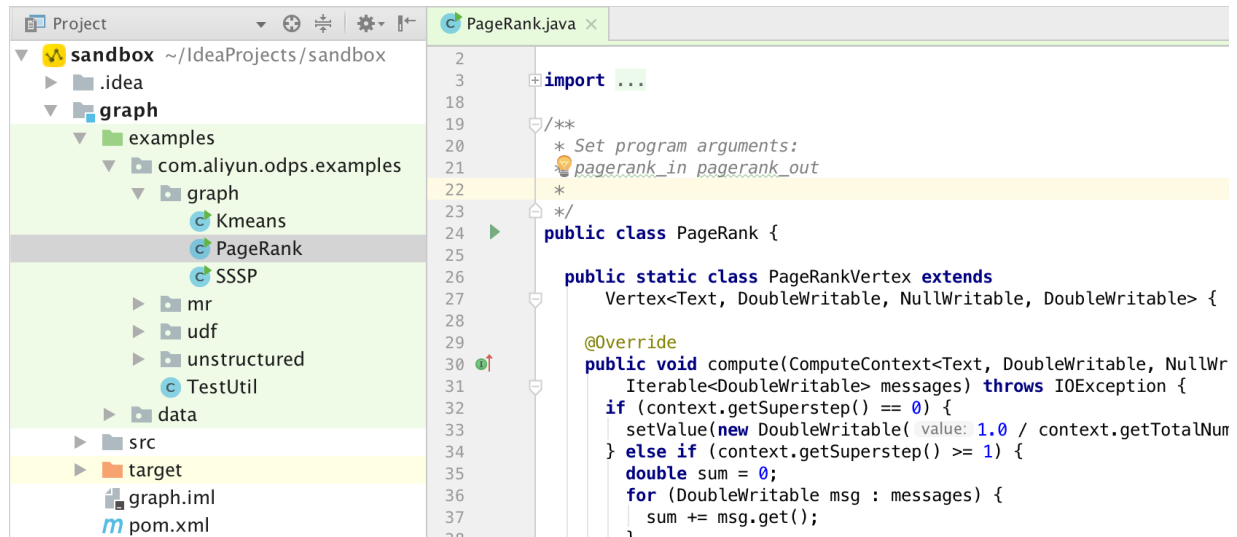 Project
sandbox ~/IdeaProjects/sandbox
.idea
graph
examples
com.aliyun.odps.examples
graph
Kmeans
PageRank
SSSP
mr
udf
unstructured
TestUtil
data
src
target
graph.iml
pom.xml
PageRank.java
2
3 import ...
18
19 /**
20 * Set program arguments:
21 * pagerank_in pagerank_out
22 *
23 */
24 public class PageRank {
25
26 public static class PageRankVertex extends
27 Vertex<Text, DoubleWritable, NullWritable, DoubleWritable> {
28
29 @Override
30 public void compute(ComputeContext<Text, DoubleWritable, NullWr
31 Iterable<DoubleWritable> messages) throws IOException {
32 if (context.getSuperstep() == 0) {
33 setValue(new DoubleWritable( value: 1.0 / context.getTotalNum
34 } else if (context.getSuperstep() >= 1) {
35 double sum = 0;
36 for (DoubleWritable msg : messages) {
37 sum += msg.get();